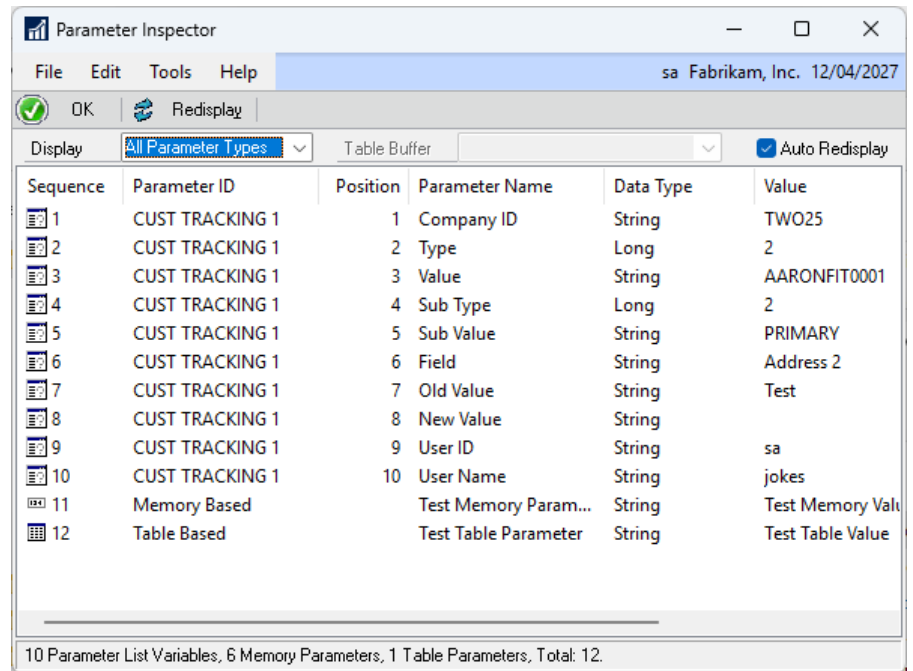 Parameter Inspector
File Edit Tools Help sa Fabrikam, Inc. 12/04/2027
OK Redisplay
Display All Parameter Types Table Buffer Auto Redisplay
Sequence Parameter ID Position Parameter Name Data Type Value
1 CUST TRACKING 1 1 Company ID String TWO25
2 CUST TRACKING 1 2 Type Long 2
3 CUST TRACKING 1 3 Value String AARONFIT0001
4 CUST TRACKING 1 4 Sub Type Long 2
5 CUST TRACKING 1 5 Sub Value String PRIMARY
6 CUST TRACKING 1 6 Field String Address 2
7 CUST TRACKING 1 7 Old Value String Test
8 CUST TRACKING 1 8 New Value String
9 CUST TRACKING 1 9 User ID String sa
10 CUST TRACKING 1 10 User Name String jokes
11 Memory Based Test Memory Param... String Test Memory Valu
12 Table Based Test Table Parameter String Test Table Value
10 Parameter List Variables, 6 Memory Parameters, 1 Table Parameters, Total: 12.